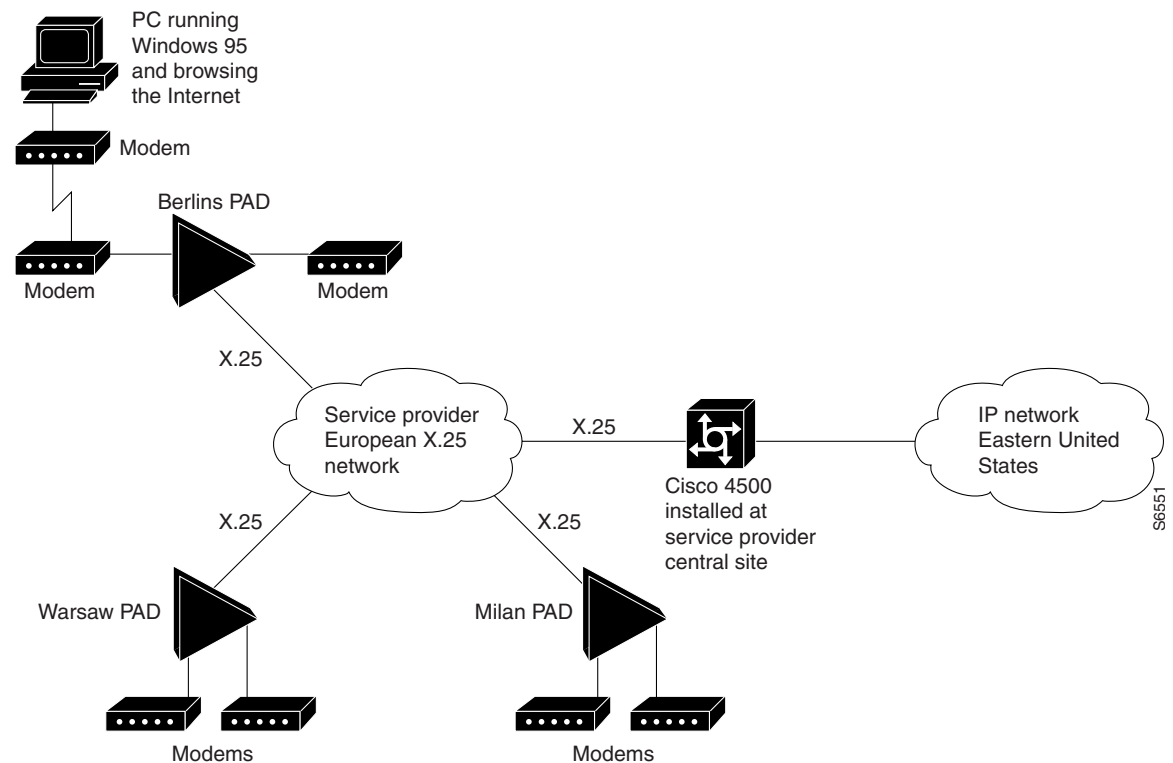 PC running
Windows 95
and browsing
the Internet
Modem
Berlins PAD
Modem
Modem
X.25
Service provider
European X.25
network
X.25
Cisco 4500
installed at
service provider
central site
IP network
Eastern United
States
S6551
X.25
X.25
Warsaw PAD
Milan PAD
Modems
Modems